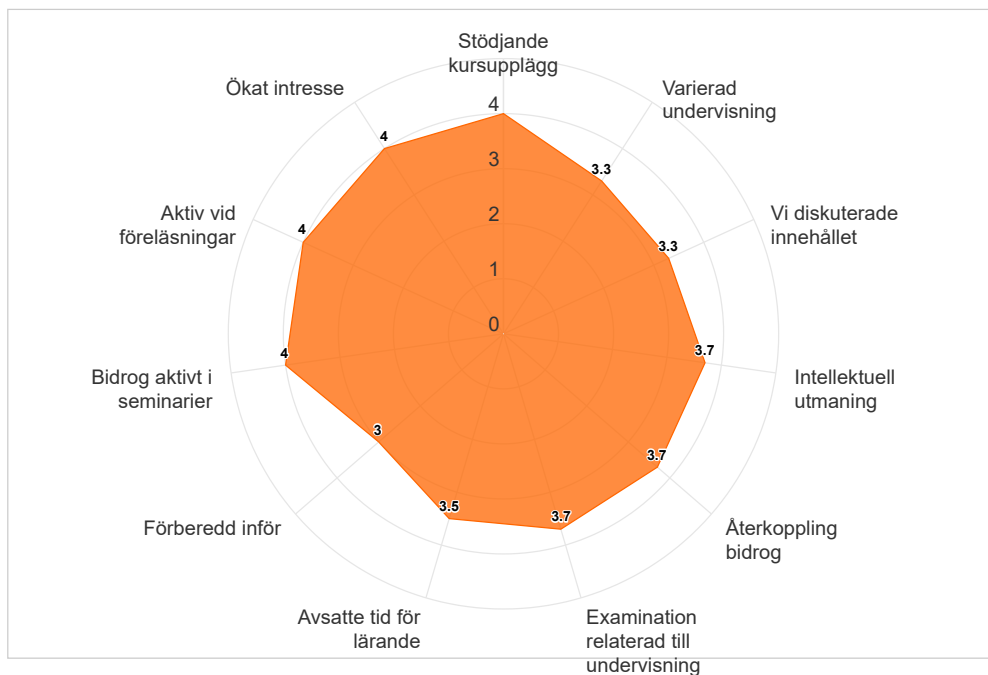 Stödjande
kursupplägg
Varierad
undervisning
Vi diskuterade
innehållet
Intellektuell
utmaning
Återkoppling
bidrog
Examination
relaterad till
undervisning
Avsatte tid för
lärande
Förberedd inför
Bidrog aktivt i
seminarier
Aktiv vid
föreläsningar
Ökat intresse
4
3
2
1
0
3.3
3.3
3.7
3.7
3.7
3.5
3
4
4
4